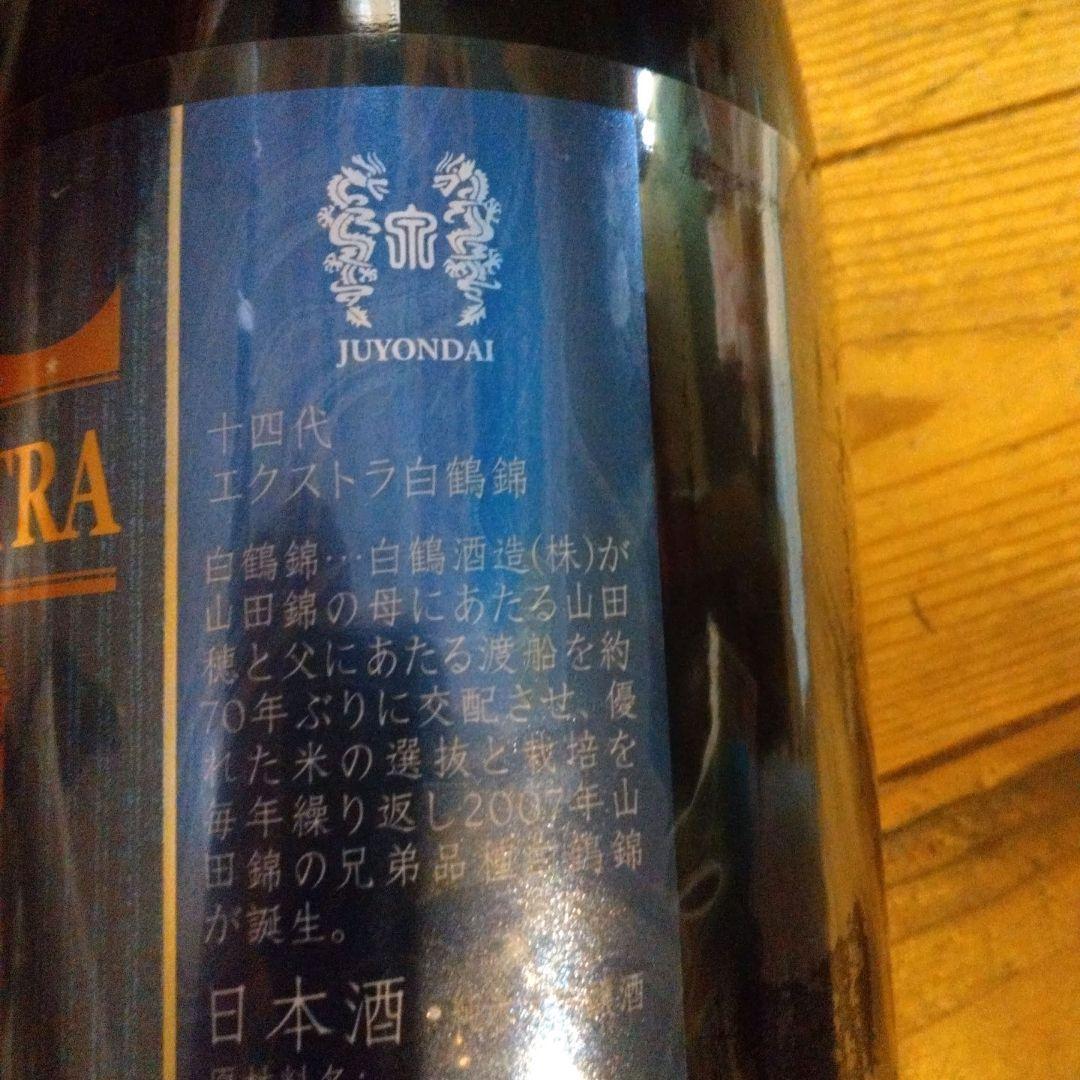 JUYONDAI
十四代
エクストラ白鶴錦
TRA
白鶴錦…白鶴酒造(株)が
山田錦の母にあたる山田
穂と父にあたる渡船を約
70年ぶりに交配させ、優
れた米の選抜と栽培を
毎年繰り返し2007年山
田錦の兄弟品種白鶴錦
が誕生。
日本酒